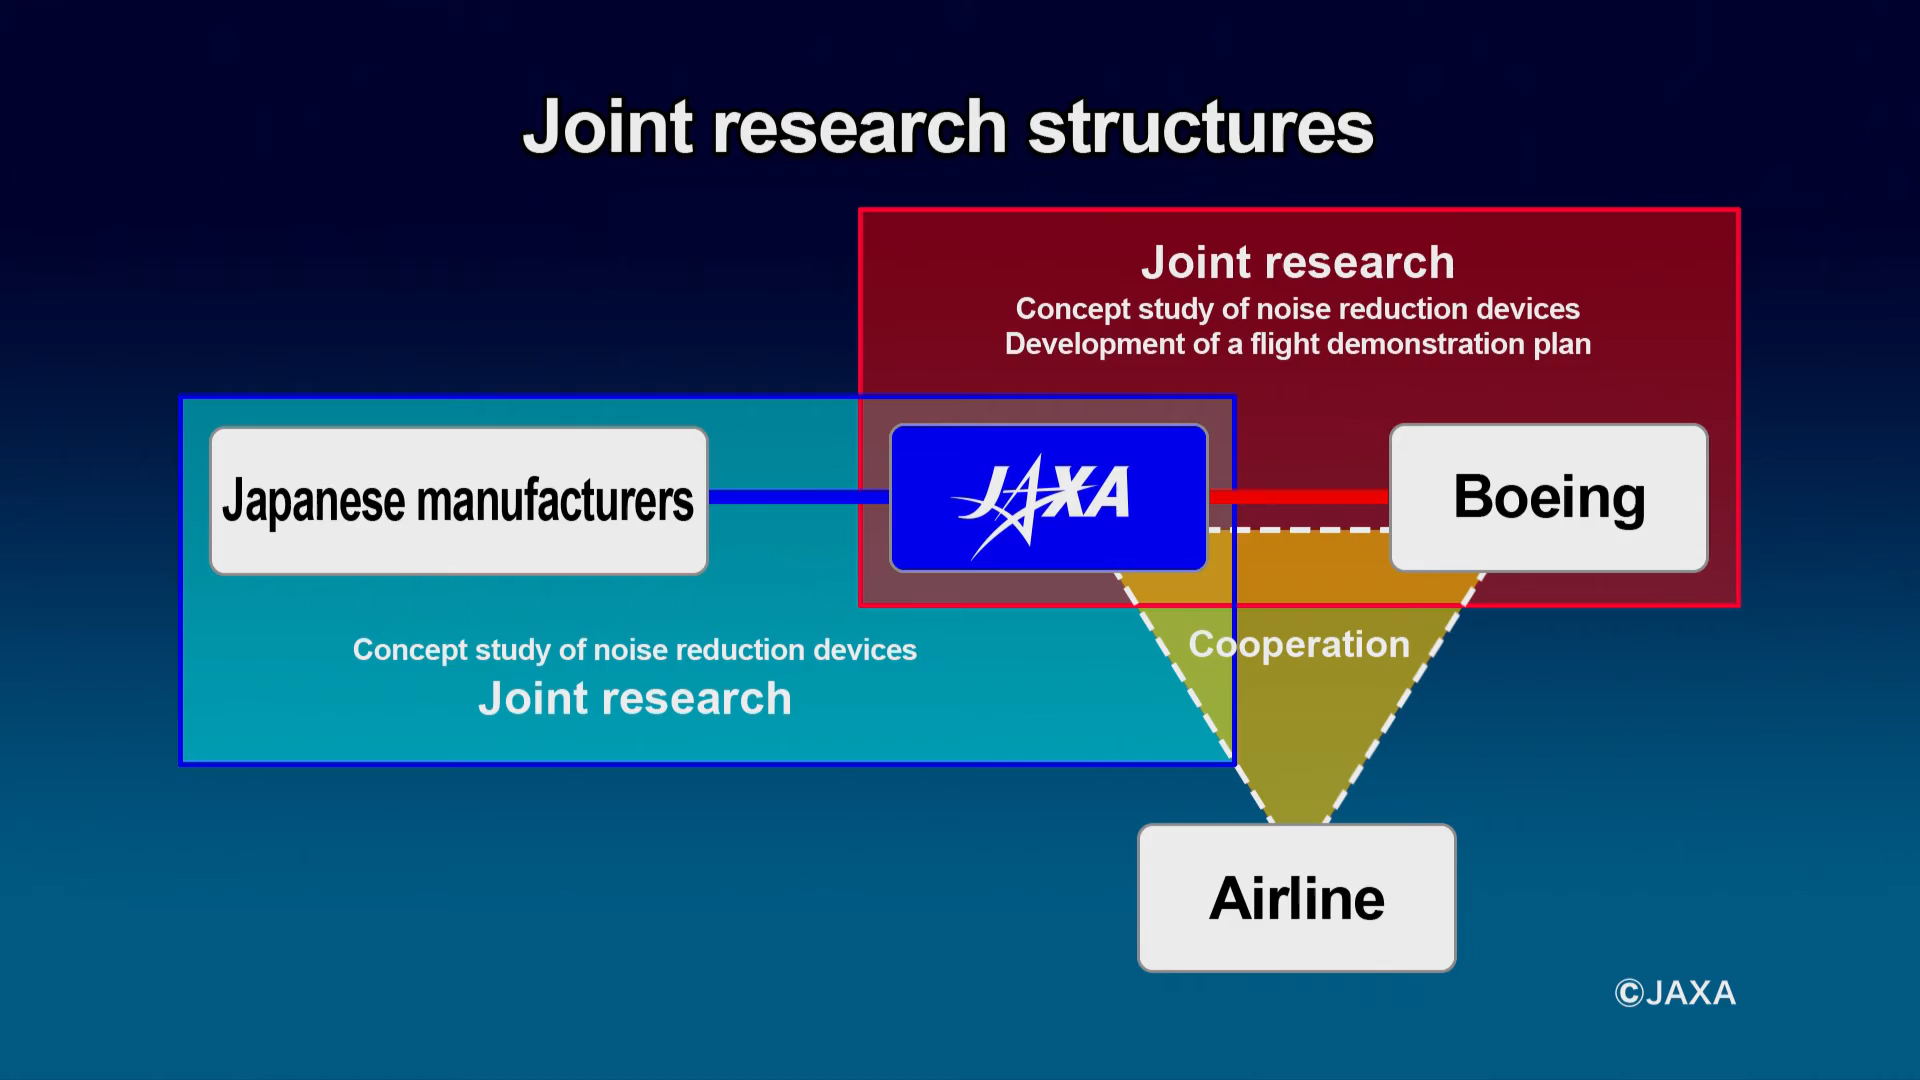 Joint research structures
Joint research
Concept study of noise reduction devices
Development of a flight demonstration plan
Japanese manufacturers
JAXA
Boeing
Concept study of noise reduction devices
Joint research
Cooperation
Airline
©JAXA